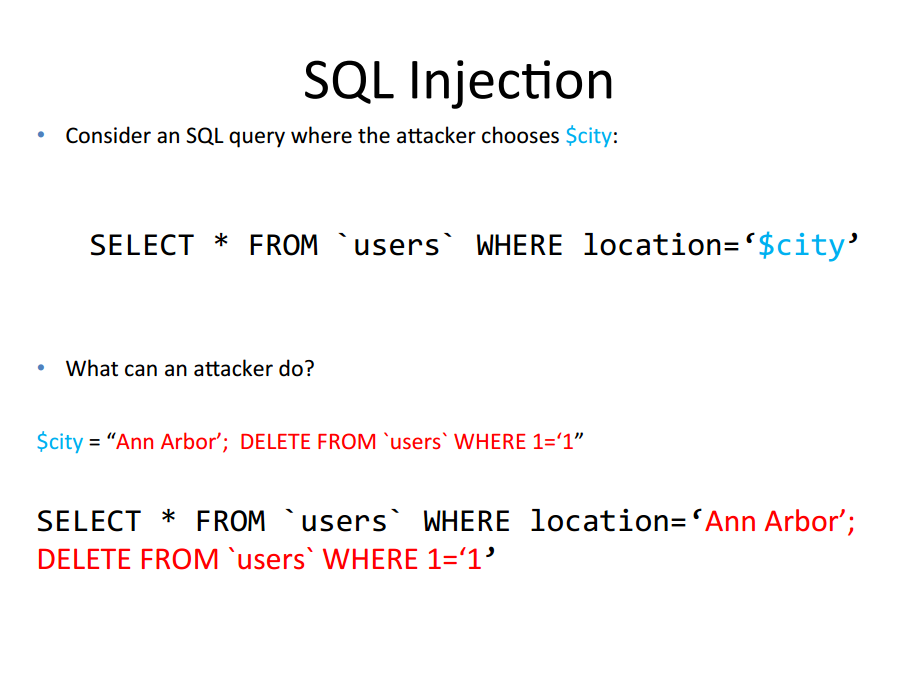 SQL Injection
• Consider an SQL query where the attacker chooses $city:
SELECT * FROM `users` WHERE location=‘$city’
• What can an attacker do?
$city = “Ann Arbor’; DELETE FROM `users` WHERE 1=‘1”
SELECT * FROM `users` WHERE location=‘Ann Arbor’;
DELETE FROM `users` WHERE 1=‘1’